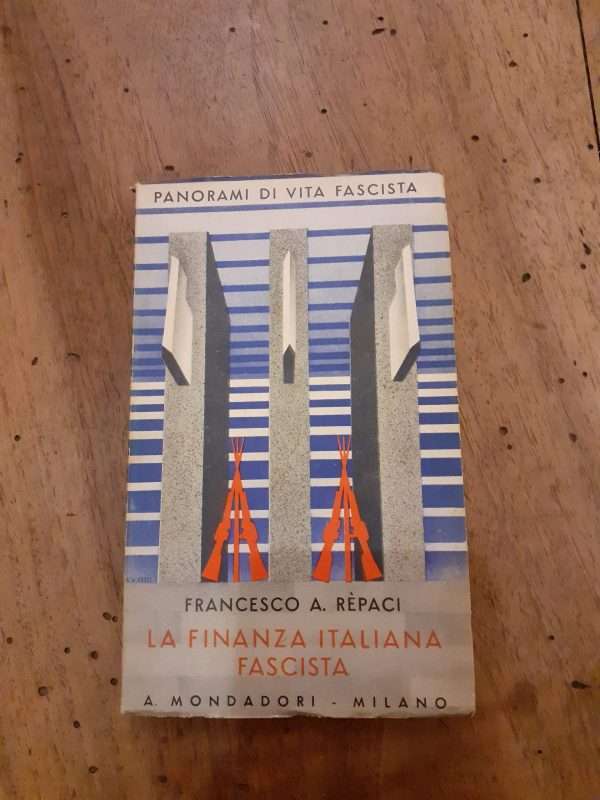 PANORAMI DI VITA FASCISTA
FRANCESCO A. RÈPACI
LA FINANZA ITALIANA
FASCISTA
A. MONDADORI - MILANO